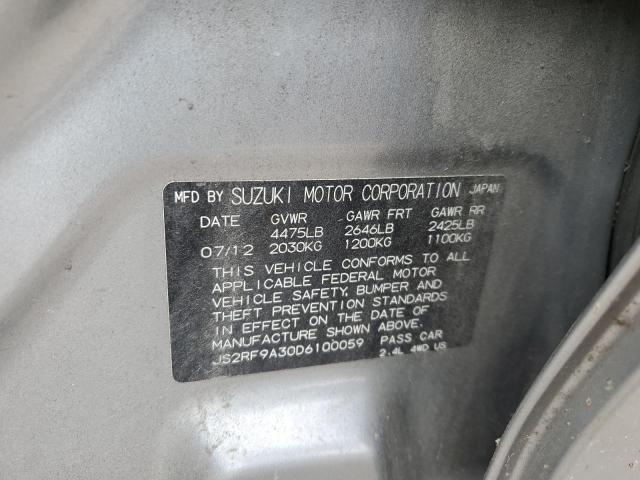 MFD BY SUZUKI MOTOR CORPORATION JAPAN
DATE GVWR GAWR FRT GAWR RR
4475LB 2646LB 2425LB
07/12 2030KG 1200KG 1100KG
THIS VEHICLE CONFORMS TO ALL
APPLICABLE FEDERAL MOTOR
VEHICLE SAFETY, BUMPER AND
THEFT PREVENTION STANDARDS
IN EFFECT ON THE DATE OF
MANUFACTURE SHOWN ABOVE.
JS2RF9A30D6100059 PASS CAR
2.4L 4WD US